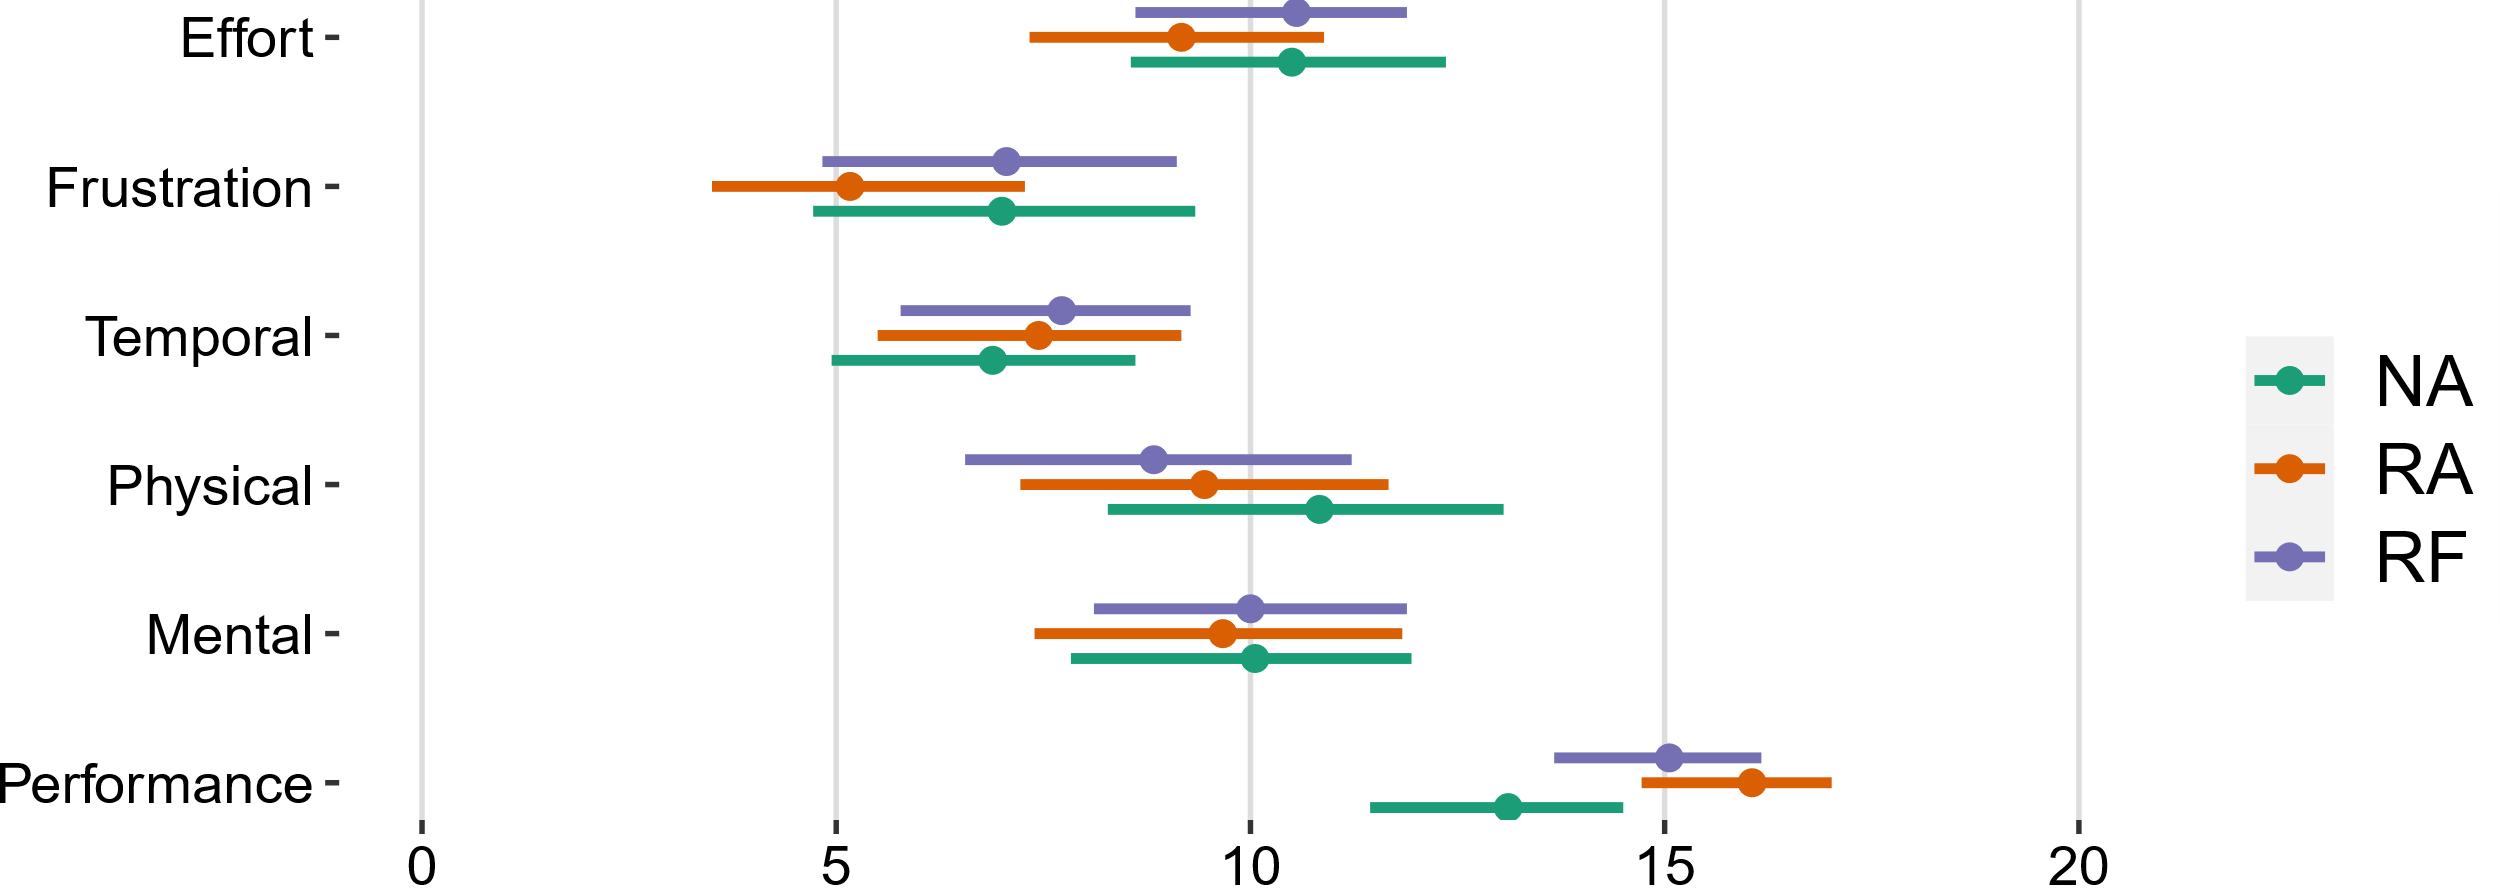 Effort
Frustration
Temporal
Physical
Mental
Performance
0 5 10 15 20
NA
RA
RF